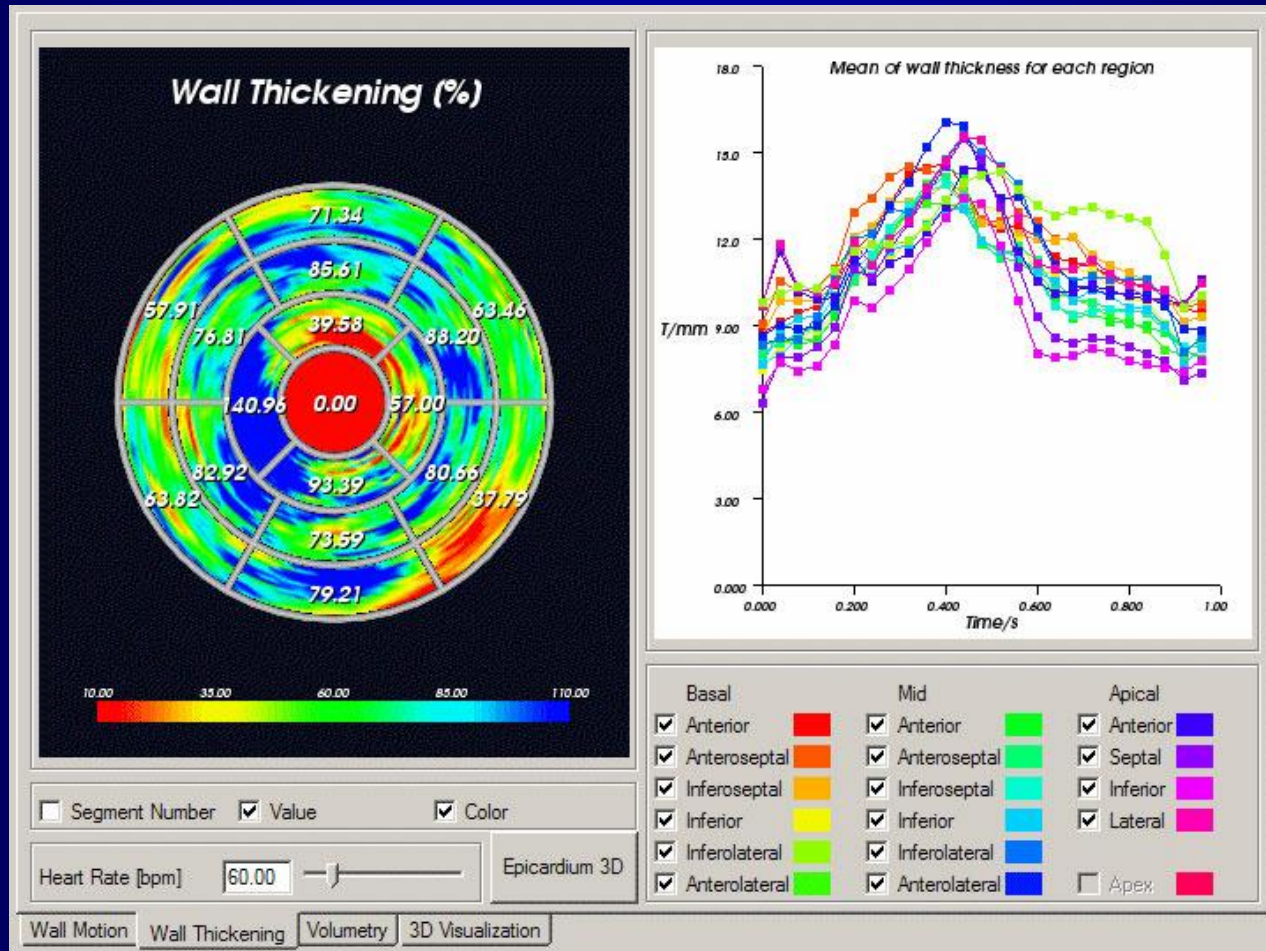 Wall Thickening (%)
71.34
85.61
57.91
63.46
76.81
39.58
88.20
140.96
0.00
57.00
82.92
93.39
80.66
63.82
37.79
73.59
79.21
10.00 35.00 60.00 85.00 110.00
Segment Number Value Color
Heart Rate [bpm] 60.00
Epicardium 3D
Mean of wall thickness for each region
18.0
15.0
12.0
T/mm 9.00
6.00
3.00
0.000
0.000 0.200 0.400 0.600 0.800 1.00
Time/s
Basal Mid Apical
Anterior Anterior Anterior
Anteroseptal Anteroseptal Septal
Inferoseptal Inferoseptal Inferior
Inferior Inferior Lateral
Inferolateral Inferolateral
Anterolateral Anterolateral Apex
Wall Motion Wall Thickening Volumetry 3D Visualization